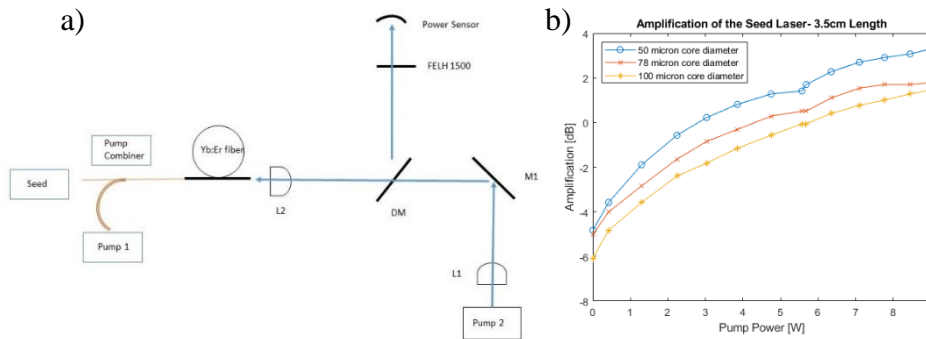 a)
Power Sensor
FELH 1500
Pump
Combiner
Yb:Er fiber
Seed
Pump 1
L2
DM
M1
L1
Pump 2
b)
Amplification of the Seed Laser- 3.5cm Length
50 micron core diameter
78 micron core diameter
100 micron core diameter
Amplification [dB]
4
2
0
-2
-4
-6
-8
0 1 2 3 4 5 6 7 8
Pump Power [W]